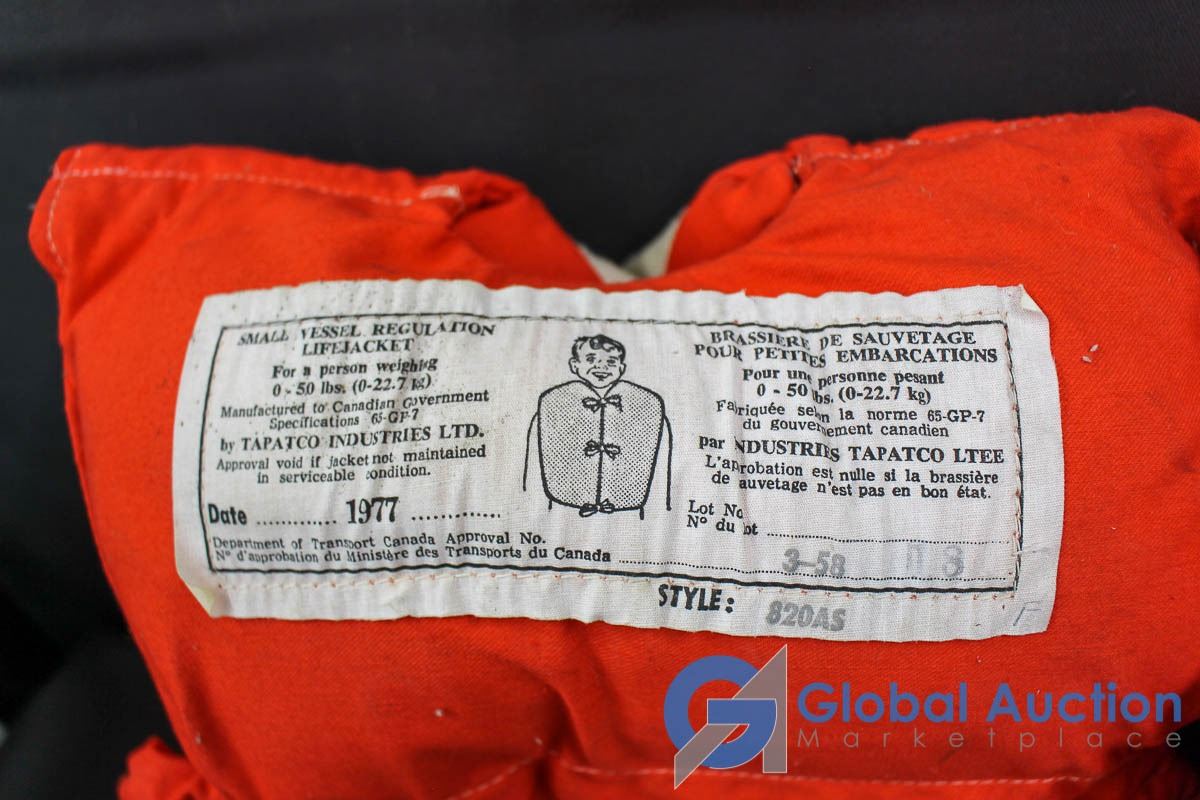 SMALL VESSEL REGULATION
LIFEJACKET
For a person weighing
0 - 50 lbs. (0-22.7 kg)
Manufactured to Canadian Government
Specifications 65-GP-7
by TAPATCO INDUSTRIES LTD.
Approval void if jacket not maintained
in serviceable condition.
Date ............ 1977 ..............
BRASSIERE DE SAUVETAGE
POUR PETITES EMBARCATIONS
Pour une personne pesant
0 - 50 lbs. (0-22.7 kg)
Fabriquée selon la norme 65-GP-7
du gouvernement canadien
par INDUSTRIES TAPATCO LTEE
L'approbation est nulle si la brassière
de sauvetage n'est pas en bon état.
Lot No
N° du lot
Department of Transport Canada Approval No.
N° d'approbation du Ministère des Transports du Canada
3-58
STYLE: 820AS
F
Global Auction
Marketplace